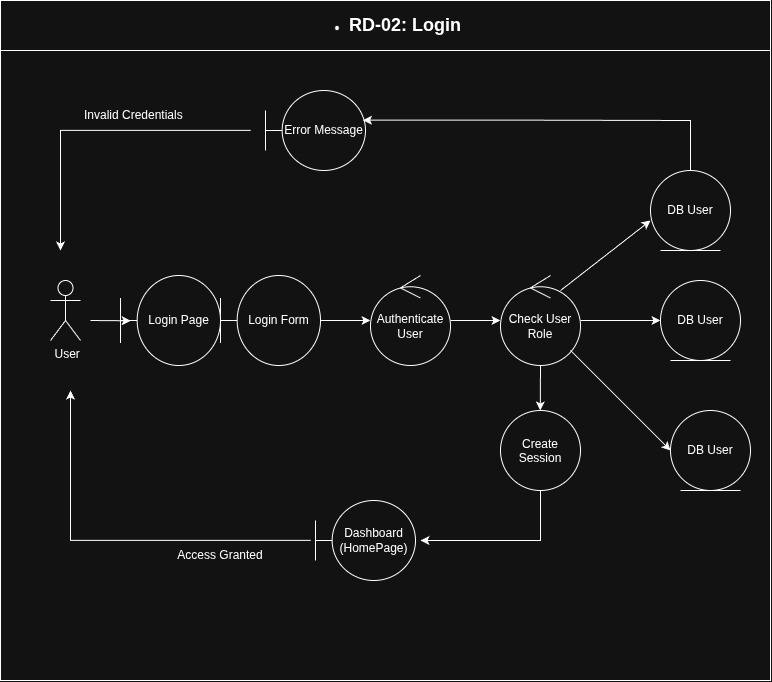 • RD-02: Login
Invalid Credentials
Error Message
DB User
Login Page
Login Form
Authenticate
User
Check User
Role
DB User
User
Create
Session
DB User
Dashboard
(HomePage)
Access Granted